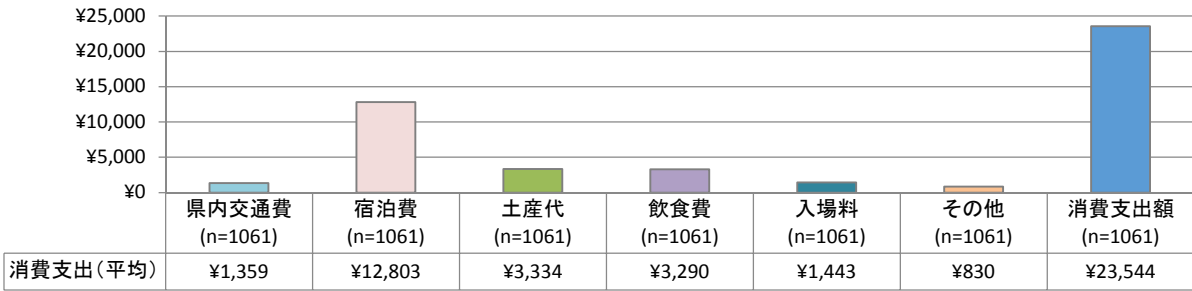 ¥25,000
¥20,000
¥15,000
¥10,000
¥5,000
¥0
県内交通費 宿泊費 土産代 飲食費 入場料 その他 消費支出額
(n=1061) (n=1061) (n=1061) (n=1061) (n=1061) (n=1061) (n=1061)
消費支出(平均) ¥1,359 ¥12,803 ¥3,334 ¥3,290 ¥1,443 ¥830 ¥23,544